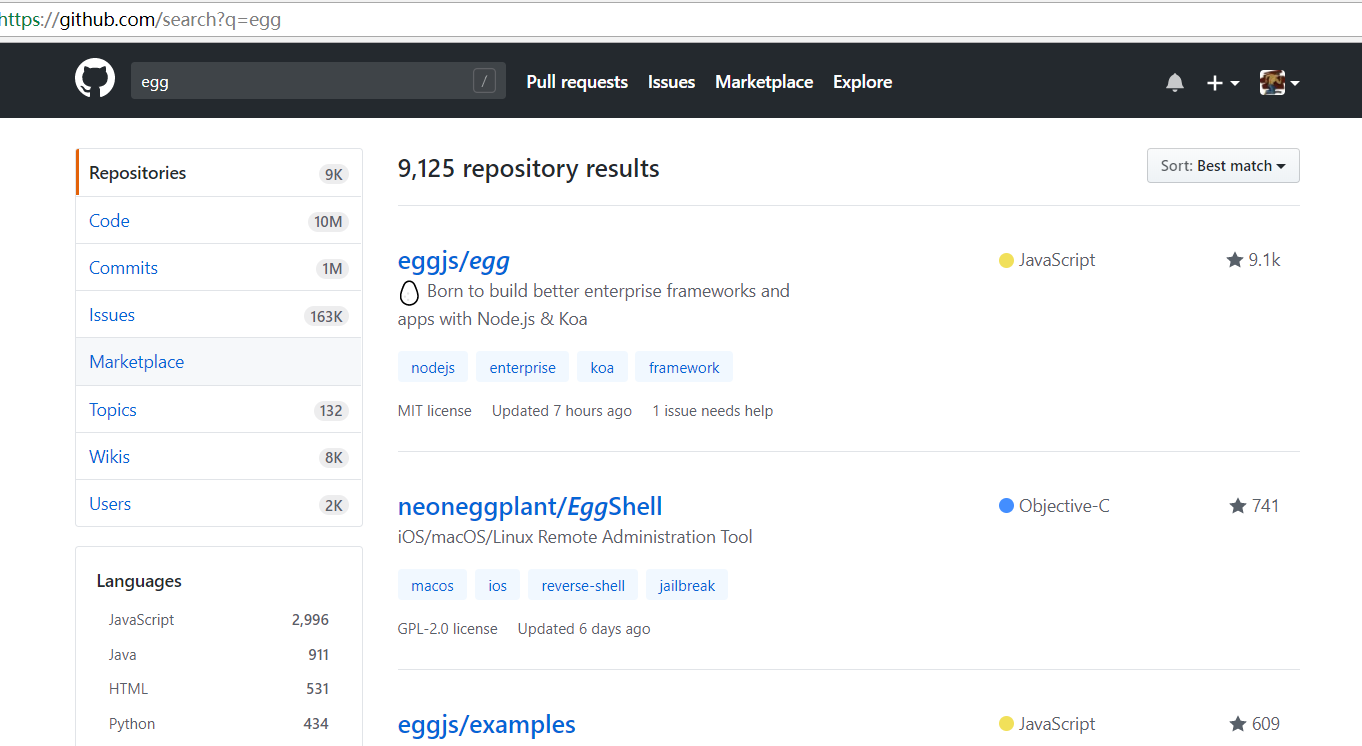 https://github.com/search?q=egg
egg /
Pull requests Issues Marketplace Explore
Repositories 9K
Code 10M
Commits 1M
Issues 163K
Marketplace
Topics 132
Wikis 8K
Users 2K
Languages
JavaScript 2,996
Java 911
HTML 531
Python 434
9,125 repository results
Sort: Best match
eggjs/egg
JavaScript
9.1k
Born to build better enterprise frameworks and
apps with Node.js & Koa
nodejs enterprise koa framework
MIT license Updated 7 hours ago 1 issue needs help
neoneggplant/EggShell
Objective-C
741
iOS/macOS/Linux Remote Administration Tool
macos ios reverse-shell jailbreak
GPL-2.0 license Updated 6 days ago
eggjs/examples
JavaScript
609